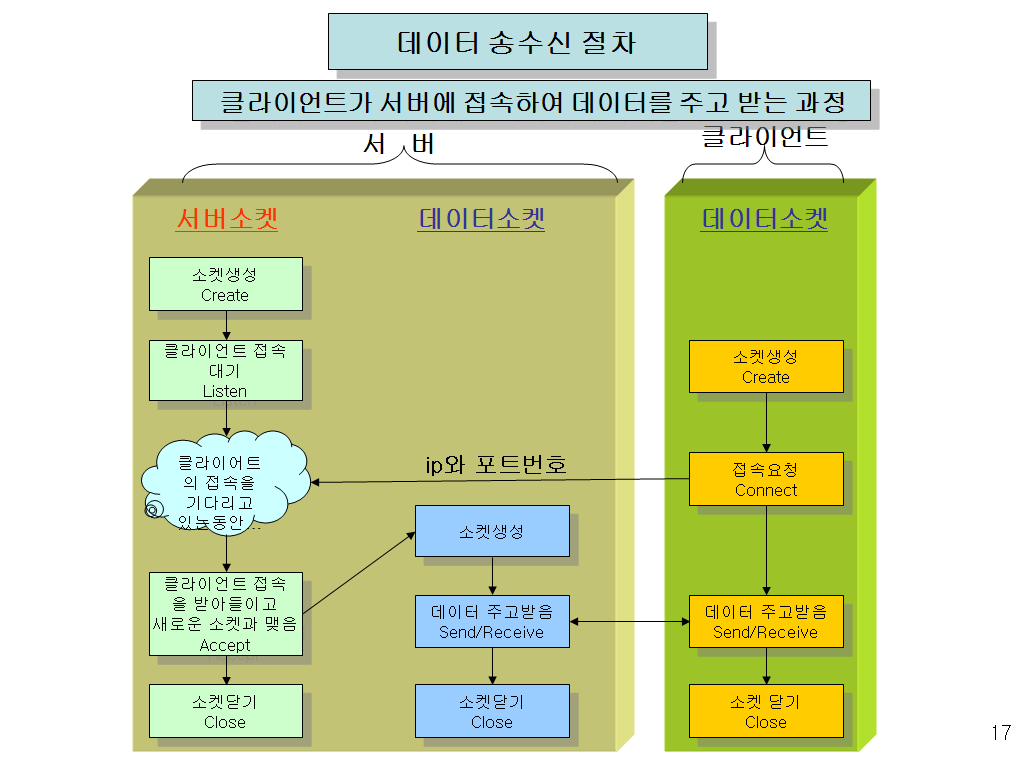 데이터 송수신 절차
클라이언트가 서버에 접속하여 데이터를 주고 받는 과정
서 버
클라이언트
서버소켓
데이터소켓
데이터소켓
소켓생성
Create
클라이언트 접속
대기
Listen
클라이어트
의 접속을
기다리고
있는동안...
클라이언트 접속
을 받아들이고
새로운 소켓과 맺음
Accept
소켓닫기
Close
ip와 포트번호
소켓생성
데이터 주고받음
Send/Receive
소켓닫기
Close
소켓생성
Create
접속요청
Connect
데이터 주고받음
Send/Receive
소켓 닫기
Close
17